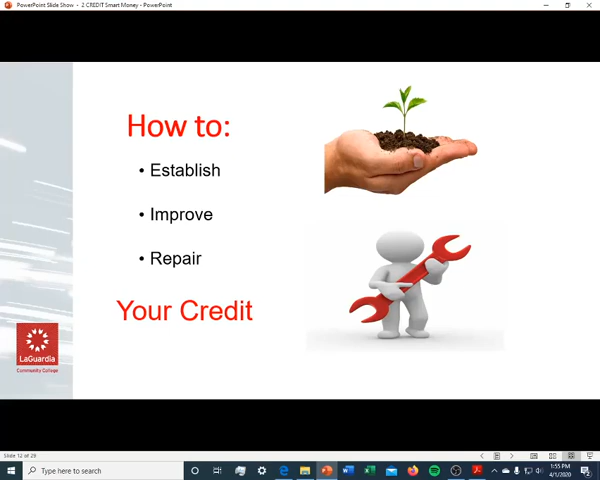 PowerPoint Slide Show - 2 CREDIT Smart Money - PowerPoint
How to:
• Establish
• Improve
• Repair
Your Credit
LaGuardia
Community College
Slide 12 of 29
Type here to search
1:55 PM
4/1/2020
2